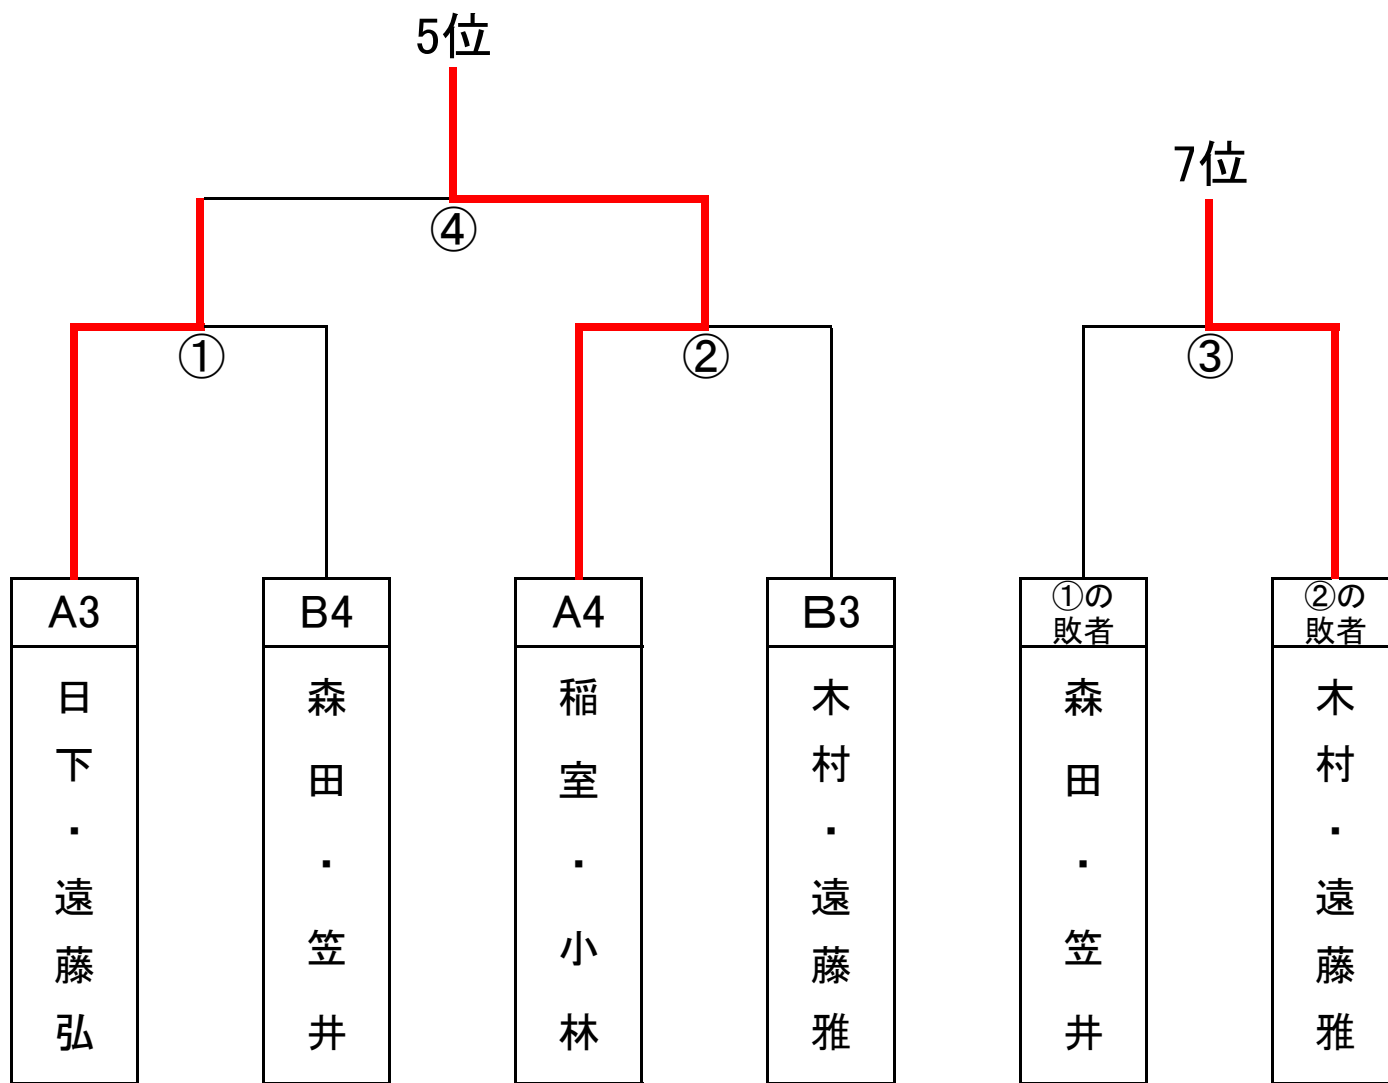 5位
7位
④
①
②
③
A3
B4
A4
B3
①の
敗者
②の
敗者
日下・遠藤弘
森田・笠井
稲室・小林
木村・遠藤雅
森田・笠井
木村・遠藤雅